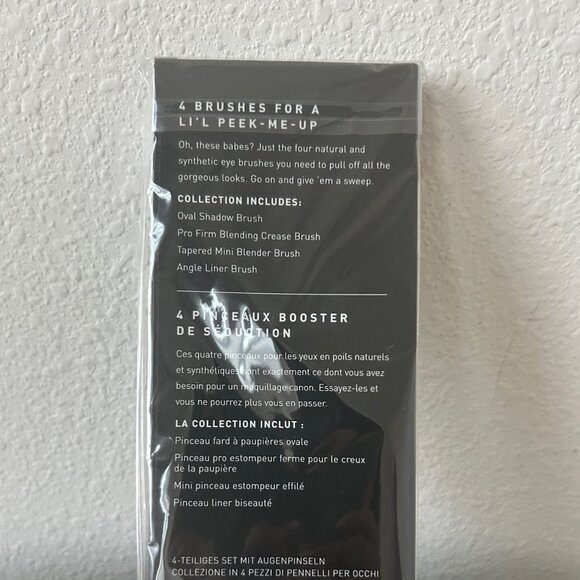 4 BRUSHES FOR A
LI'L PEEK-ME-UP
Oh, these babes? Just the four natural and
synthetic eye brushes you need to pull off all the
gorgeous looks. Go on and give 'em a sweep.
COLLECTION INCLUDES:
Oval Shadow Brush
Pro Firm Blending Crease Brush
Tapered Mini Blender Brush
Angle Liner Brush
4 PINCEAUX BOOSTER
DE SÉDUCTION
Ces quatre pinceaux pour les yeux en poils naturels
et synthétiques sont exactement ce dont vous avez
besoin pour un maquillage canon. Essayez-les et
vous ne pourrez plus vous en passer.
LA COLLECTION INCLUT :
Pinceau fard à paupières ovale
Pinceau pro estompeur ferme pour le creux
de la paupière
Mini pinceau estompeur effilé
Pinceau liner biseauté
4-TEILIGES SET MIT AUGENPINSELN
COLLEZIONE IN 4 PEZZI DI PENNELLI PER OCCHI